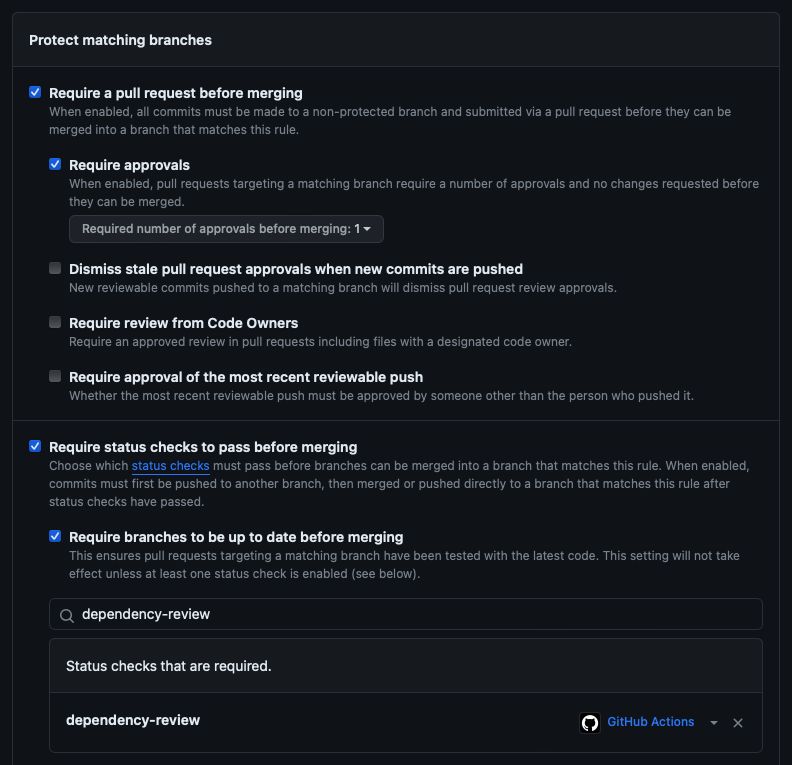 Protect matching branches
Require a pull request before merging
When enabled, all commits must be made to a non-protected branch and submitted via a pull request before they can be
merged into a branch that matches this rule.
Require approvals
When enabled, pull requests targeting a matching branch require a number of approvals and no changes requested before
they can be merged.
Required number of approvals before merging: 1
Dismiss stale pull request approvals when new commits are pushed
New reviewable commits pushed to a matching branch will dismiss pull request review approvals.
Require review from Code Owners
Require an approved review in pull requests including files with a designated code owner.
Require approval of the most recent reviewable push
Whether the most recent reviewable push must be approved by someone other than the person who pushed it.
Require status checks to pass before merging
Choose which status checks must pass before branches can be merged into a branch that matches this rule. When enabled,
commits must first be pushed to another branch, then merged or pushed directly to a branch that matches this rule after
status checks have passed.
Require branches to be up to date before merging
This ensures pull requests targeting a matching branch have been tested with the latest code. This setting will not take
effect unless at least one status check is enabled (see below).
dependency-review
Status checks that are required.
dependency-review GitHub Actions